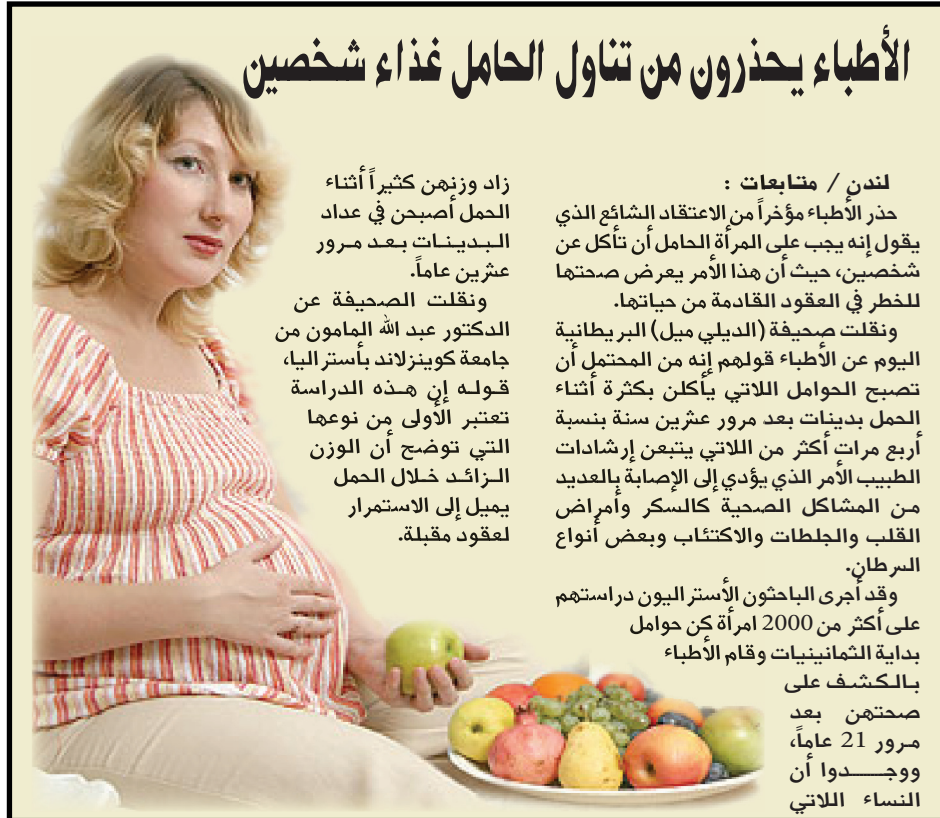 الأطباء يحذرون من تناول الحامل غذاء شخصين
لندن / متابعات :
حذر الأطباء مؤخراً من الاعتقاد الشائع الذي
يقول إنه يجب على المرأة الحامل أن تأكل عن
شخصين، حيث أن هذا الأمر يعرض صحتها
للخطر في العقود القادمة من حياتها.
ونقلت صحيفة (الديلي ميل) البريطانية
اليوم عن الأطباء قولهم إنه من المحتمل أن
تصبح الحوامل اللاتي يأكلن بكثرة أثناء
الحمل بدينات بعد مرور عشرين سنة بنسبة
أربع مرات أكثر من اللاتي يتبعن إرشادات
الطبيب الأمر الذي يؤدي إلى الإصابة بالعديد
من المشاكل الصحية كالسكر وأمراض
القلب والجلطات والاكتئاب وبعض أنواع
السرطان.
وقد أجرى الباحثون الأستراليون دراستهم
على أكثر من 2000 امرأة كن حوامل
بداية الثمانينيات وقام الأطباء
بالكشف على
صحتهن بعد
مرور 21 عاماً،
ووجدوا أن
النساء اللاتي
زاد وزنهن كثيراً أثناء
الحمل أصبحن في عداد
البدينات بعد مرور
عشرين عاماً.
ونقلت الصحيفة عن
الدكتور عبد الله المامون من
جامعة كوينزلاند بأستراليا،
قوله إن هذه الدراسة
تعتبر الأولى من نوعها
التي توضح أن الوزن
الزائد خلال الحمل
يميل إلى الاستمرار
لعقود مقبلة.